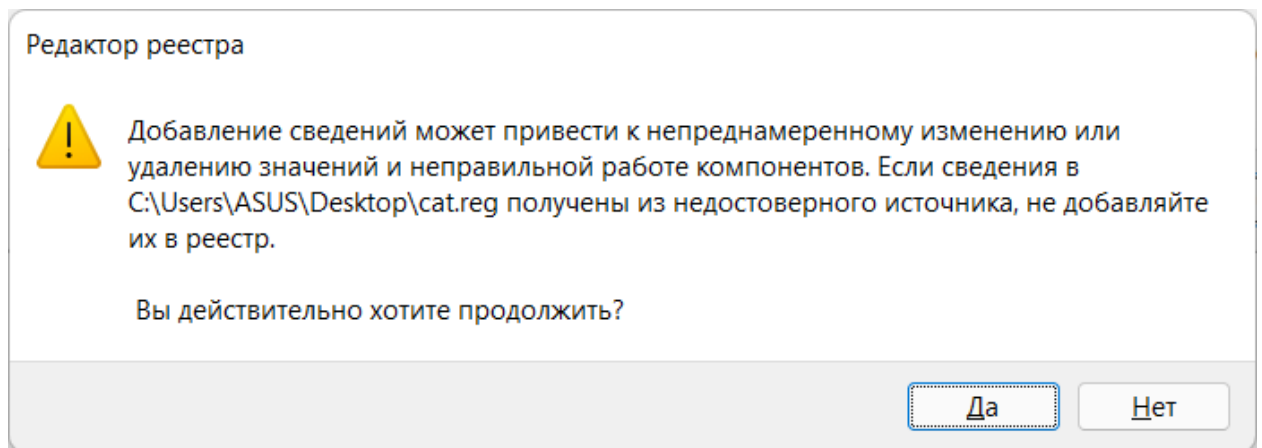 Редактор реестра
Добавление сведений может привести к непреднамеренному изменению или
удалению значений и неправильной работе компонентов. Если сведения в
C:\Users\ASUS\Desktop\cat.reg получены из недостоверного источника, не добавляйте
их в реестр.
Вы действительно хотите продолжить?
Да
Нет